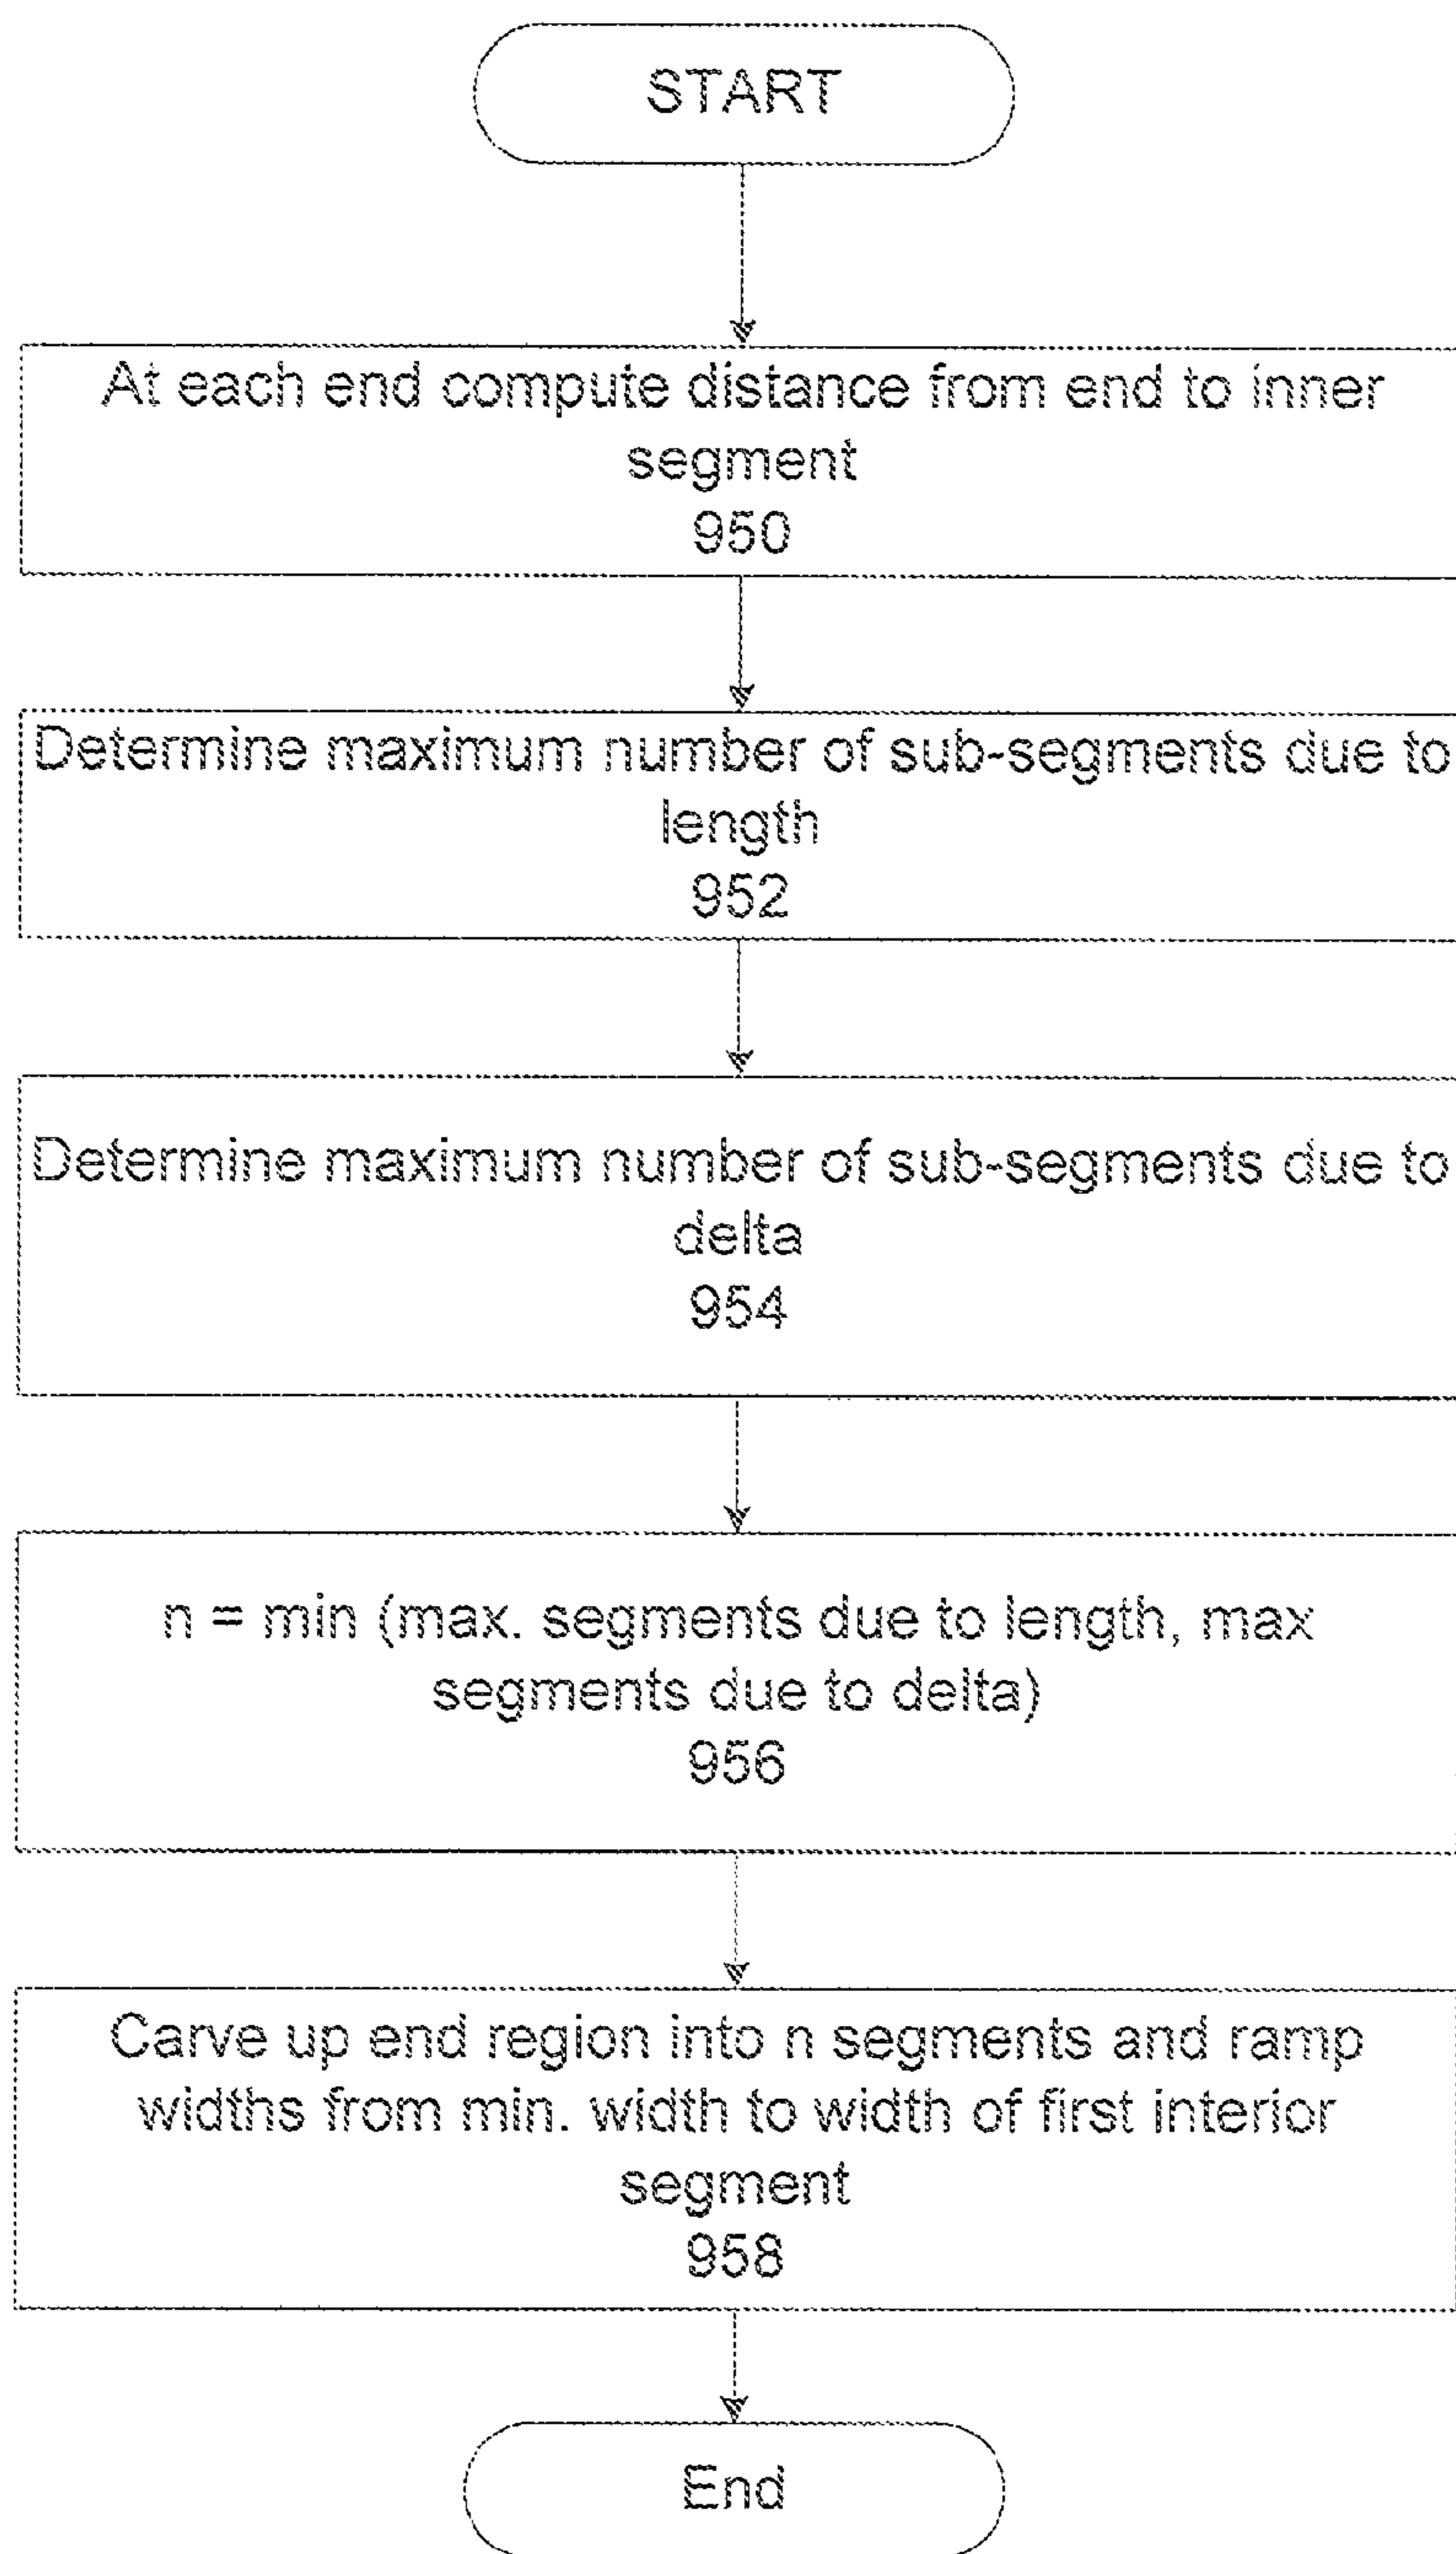 START
At each end compute distance from end to inner
segment
950
Determine maximum number of sub-segments due to
length
952
Determine maximum number of sub-segments due to
delta
954
n = min (max. segments due to length, max
segments due to delta)
956
Carve up end region into n segments and ramp
widths from min. width to width of first interior
segment
958
End